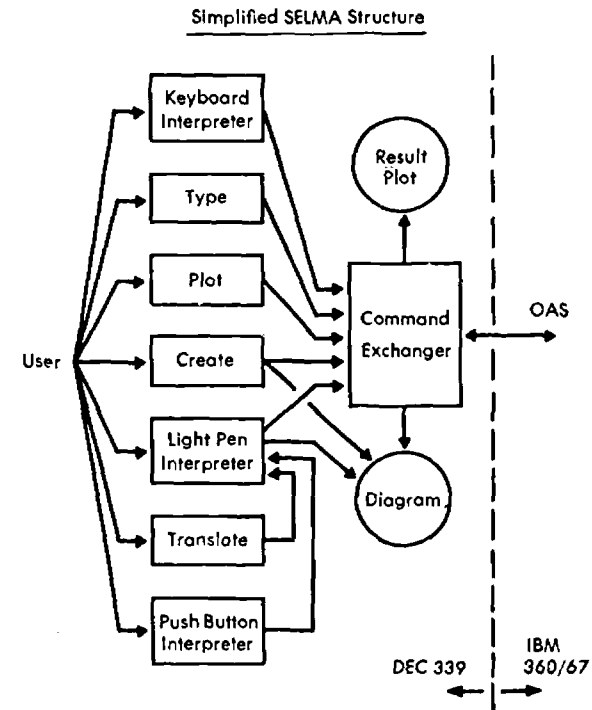 Simplified SELMA Structure
Keyboard
Interpreter
Result
Plot
Type
Plot
Command
Exchanger
OAS
User
Create
Light Pen
Interpreter
Diagram
Translate
Push Button
Interpreter
DEC 339
IBM
360/67